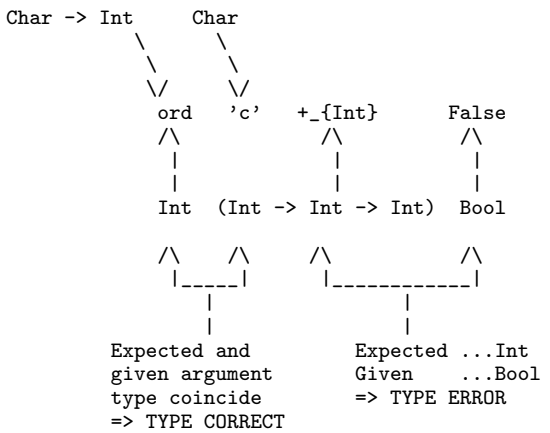 Char -> Int Char
ord 'c' +_{Int} False
Int (Int -> Int -> Int) Bool
Expected and Expected ...Int
given argument Given ...Bool
type coincide => TYPE ERROR
=> TYPE CORRECT